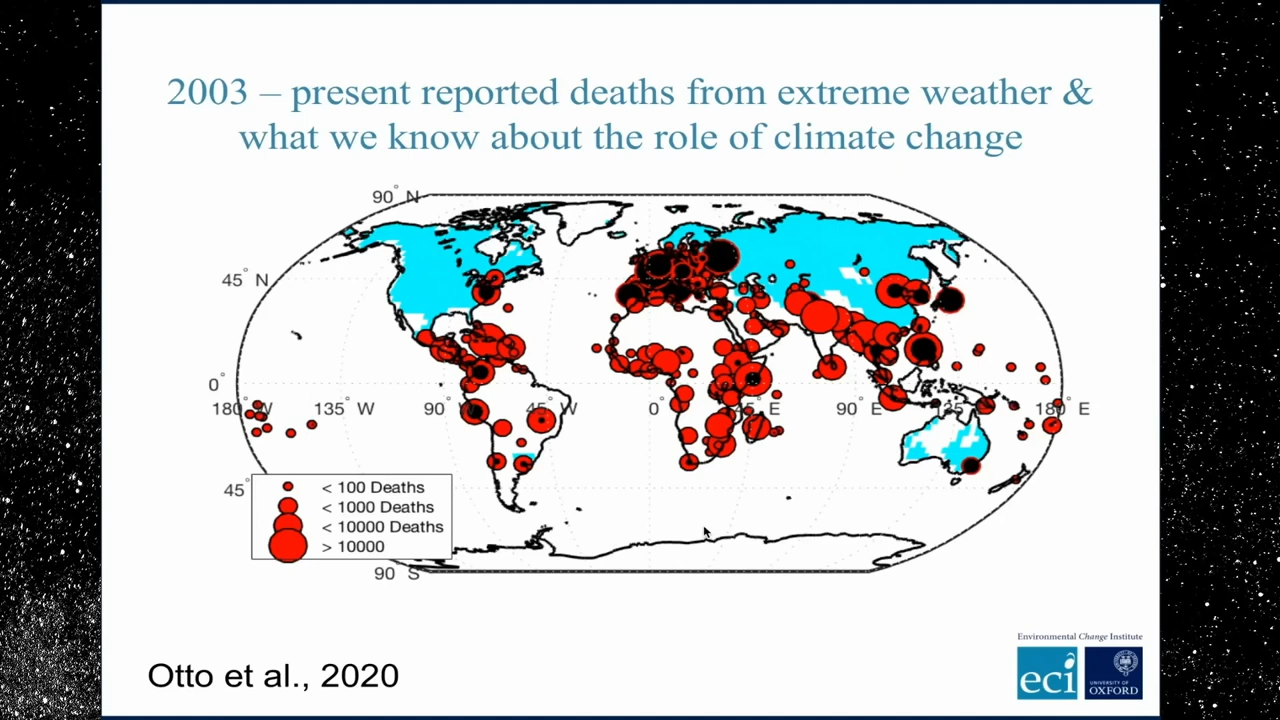 2003 – present reported deaths from extreme weather &
what we know about the role of climate change
90° N
45° N
0°
180° W 135° W 90° W 45° W 0° 45° E 90° E 135° E 180° E
45°
90° S
< 100 Deaths
< 1000 Deaths
< 10000 Deaths
> 10000
Environmental Change Institute
eci
UNIVERSITY OF
OXFORD
Otto et al., 2020